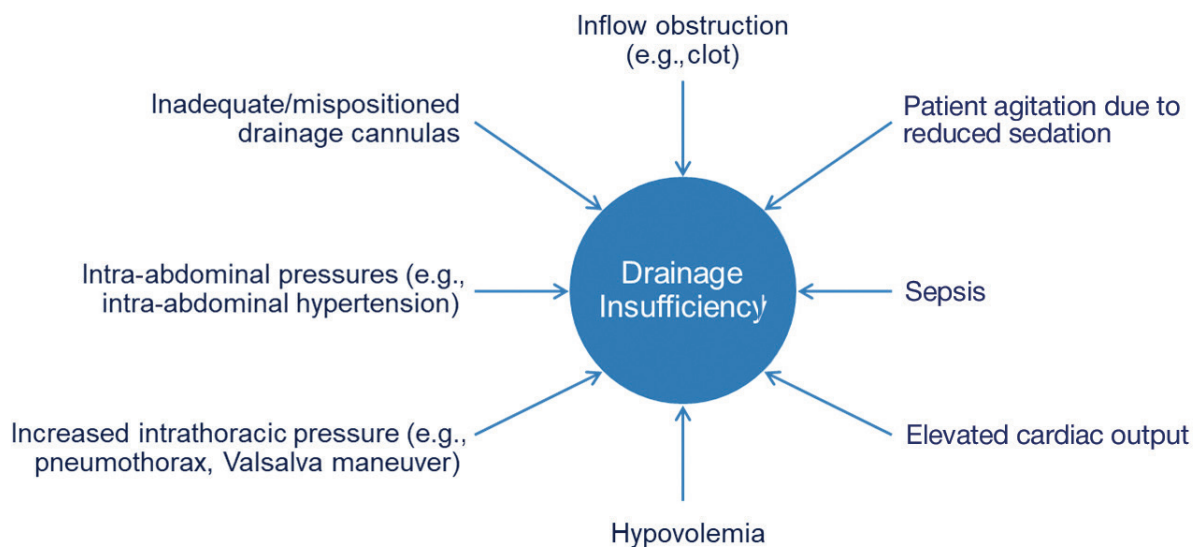 Inflow obstruction
(e.g., clot)
Inadequate/mispositioned
drainage cannulas
Patient agitation due to
reduced sedation
Intra-abdominal pressures (e.g.,
intra-abdominal hypertension)
Drainage
Insufficiency
Sepsis
Increased intrathoracic pressure (e.g.,
pneumothorax, Valsalva maneuver)
Elevated cardiac output
Hypovolemia